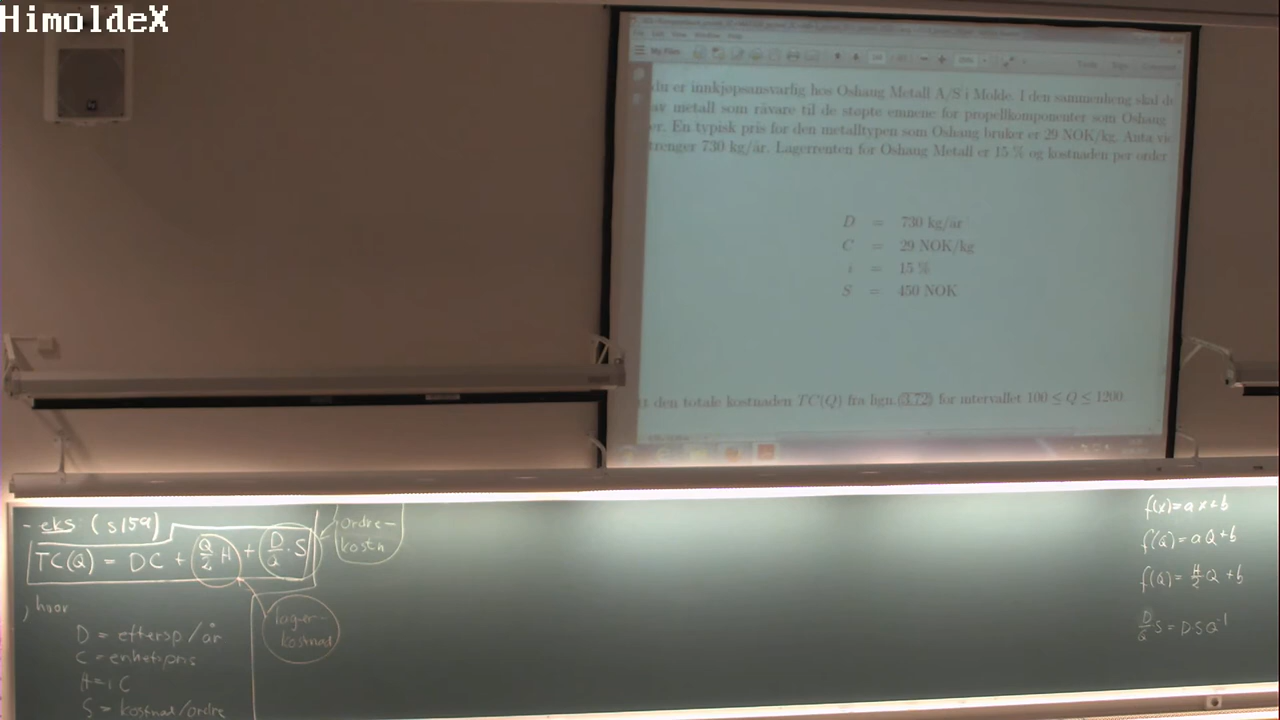 HimoldeX
My Files
du er innkjøpsansvarlig hos Oshaug Metall A/S i Molde. I den sammenheng skal d
av metall som råvare til de støpte emnene for propellkomponenter som Oshaug
er. En typisk pris for den metalltypen som Oshaug bruker er 29 NOK/kg. Anta vi
trenger 730 kg/år. Lagerrenten for Oshaug Metall er 15 % og kostnaden per order
D = 730 kg/år
C = 29 NOK/kg
i = 15 %
S = 450 NOK
den totale kostnaden TC(Q) fra lign.(3.72) for intervallet 100 ≤ Q ≤ 1200
- eks (s159)
TC(Q) = DC + Q/2 H + D/Q · S
ordre-
kostn
lager-
kostnad
, hvor
D = eftersp/år
C = enhetspris
H = i C
S = kostnad/ordre
f(x) = ax+b
f(Q) = aQ+b
f(Q) = H/2 Q + b
D/Q S = D·S Q^-1